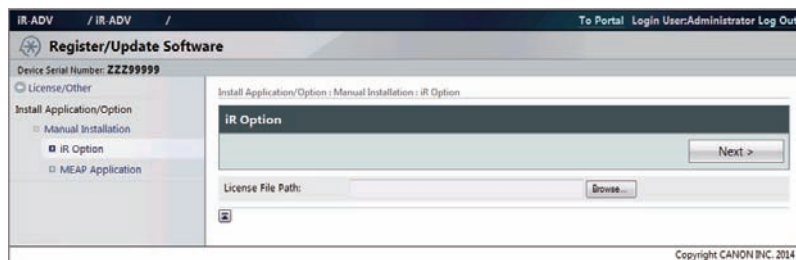 iR-ADV / iR-ADV / To Portal Login User:Administrator Log Out
Register/Update Software
Device Serial Number: ZZZ99999
License/Other
Install Application/Option : Manual Installation : iR Option
Install Application/Option
iR Option
Manual Installation
iR Option
Next >
MEAP Application
License File Path:
Browse...
Copyright CANON INC. 2014